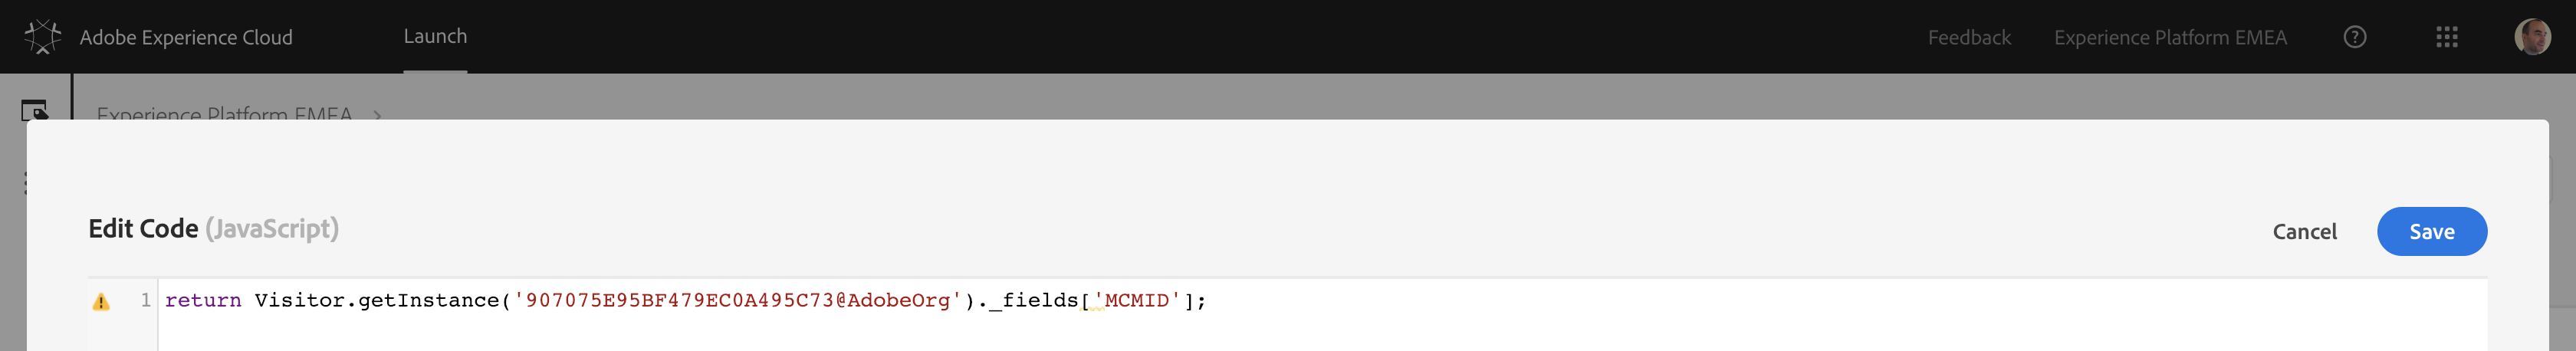 Adobe Experience Cloud
Launch
Feedback
Experience Platform EMEA
Experience Platform EMEA >
Edit Code (JavaScript)
Cancel
Save
1 return Visitor.getInstance('907075E95BF479EC0A495C73@AdobeOrg')._fields['MCMID'];